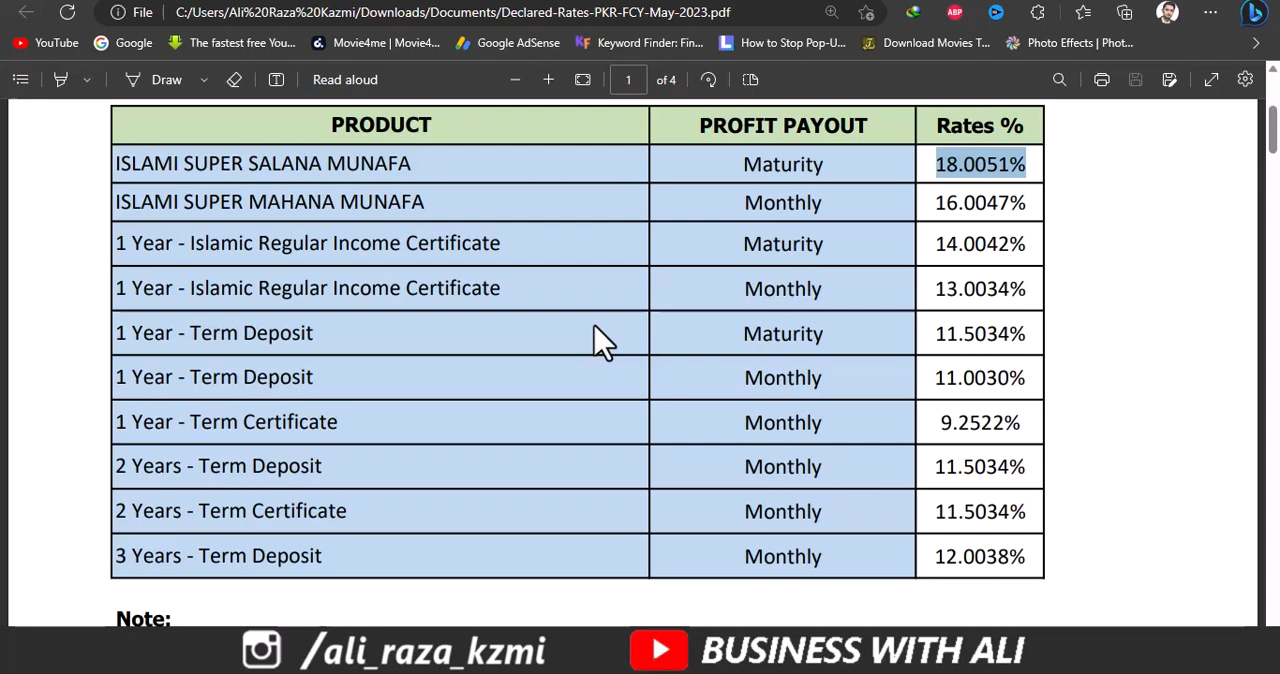 File C:/Users/Ali%20Raza%20Kazmi/Downloads/Documents/Declared-Rates-PKR-FCY-May-2023.pdf
ABP
YouTube Google The fastest free You... Movie4me | Movie4... Google AdSense Keyword Finder: Fin... How to Stop Pop-U... Download Movies T... Photo Effects | Phot...
Draw Read aloud 1 of 4
PRODUCT PROFIT PAYOUT Rates %
ISLAMI SUPER SALANA MUNAFA Maturity 18.0051%
ISLAMI SUPER MAHANA MUNAFA Monthly 16.0047%
1 Year - Islamic Regular Income Certificate Maturity 14.0042%
1 Year - Islamic Regular Income Certificate Monthly 13.0034%
1 Year - Term Deposit Maturity 11.5034%
1 Year - Term Deposit Monthly 11.0030%
1 Year - Term Certificate Monthly 9.2522%
2 Years - Term Deposit Monthly 11.5034%
2 Years - Term Certificate Monthly 11.5034%
3 Years - Term Deposit Monthly 12.0038%
Note:
/ali_raza_kzmi BUSINESS WITH ALI